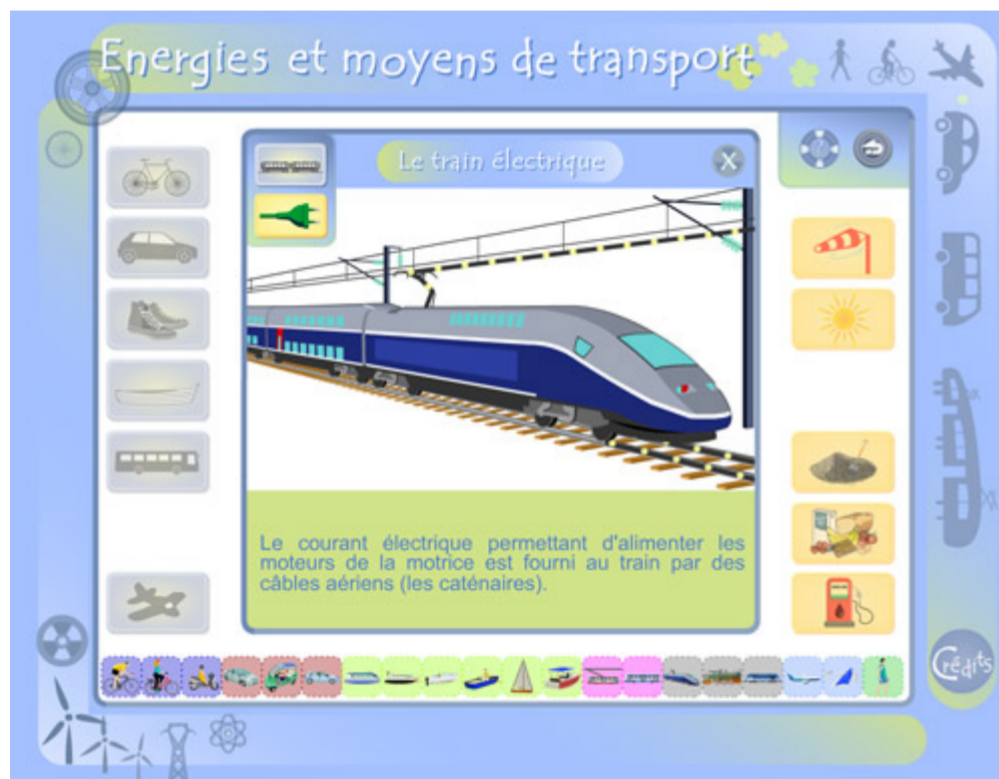 Energies et moyens de transport
Le train électrique
X
Le courant électrique permettant d'alimenter les
moteurs de la motrice est fourni au train par des
câbles aériens (les caténaires).
Crédits